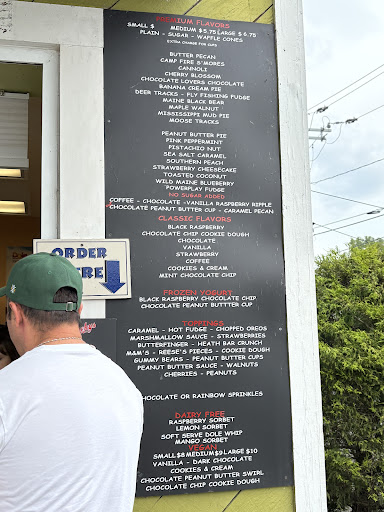 PREMIUM FLAVORS
SMALL $ MEDIUM $5.75 LARGE $6.75
PLAIN - SUGAR - WAFFLE CONES
EXTRA CHARGE FOR CUPS
BUTTER PECAN
CAMP FIRE S'MORES
CANNOLI
CHERRY BLOSSOM
CHOCOLATE LOVERS CHOCOLATE
BANANA CREAM PIE
DEER TRACKS - FLY FISHING FUDGE
MAINE BLACK BEAR
MAPLE WALNUT
MISSISSIPPI MUD PIE
MOOSE TRACKS
PEANUT BUTTER PIE
PINK PEPPERMINT
PISTACHIO NUT
SEA SALT CARAMEL
SOUTHERN PEACH
STRAWBERRY CHEESECAKE
TOASTED COCONUT
WILD MAINE BLUEBERRY
POWERPLAY FUDGE
NO SUGAR ADDED
COFFEE - CHOCOLATE -VANILLA RASPBERRY RIPPLE
CHOCOLATE PEANUT BUTTER CUP - CARAMEL PECAN
CLASSIC FLAVORS
BLACK RASPBERRY
CHOCOLATE CHIP COOKIE DOUGH
CHOCOLATE
VANILLA
STRAWBERRY
COFFEE
COOKIES & CREAM
MINT CHOCOLATE CHIP
ORDER
HERE
FROZEN YOGURT
BLACK RASPBERRY CHOCOLATE CHIP
CHOCOLATE PEANUT BUTTTER CUP
TOPPINGS
CARAMEL - HOT FUDGE - CHOPPED OREOS
MARSHMALLOW SAUCE - STRAWBERRIES
BUTTERFINGER - HEATH BAR CRUNCH
M&M'S - REESE'S PIECES - COOKIE DOUGH
GUMMY BEARS - PEANUT BUTTER CUPS
PEANUT BUTTER SAUCE - WALNUTS
CHERRIES - PEANUTS
CHOCOLATE OR RAINBOW SPRINKLES
DAIRY FREE
RASPBERRY SORBET
LEMON SORBET
SOFT SERVE DOLE WHIP
MANGO SORBET
VEGAN
SMALL $8 MEDIUM $9 LARGE $10
VANILLA - DARK CHOCOLATE
COOKIES & CREAM
CHOCOLATE PEANUT BUTTER SWIRL
CHOCOLATE CHIP COOKIE DOUGH